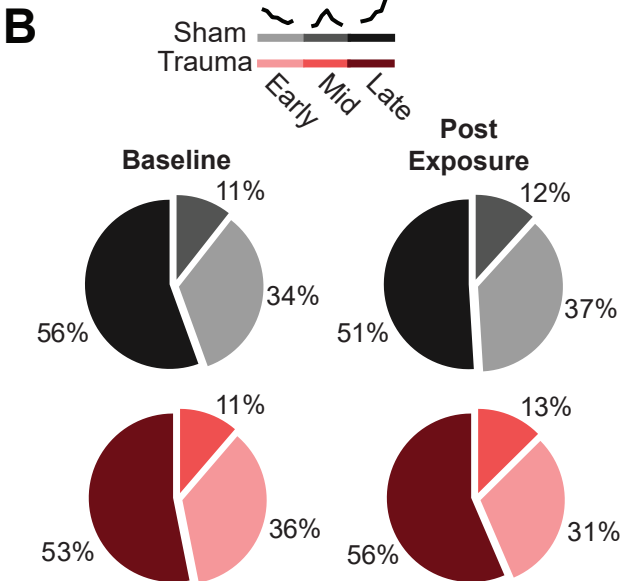 B
Sham
Trauma
Early Mid Late
Baseline
Post
Exposure
11%
12%
34%
37%
56%
51%
11%
13%
36%
31%
53%
56%